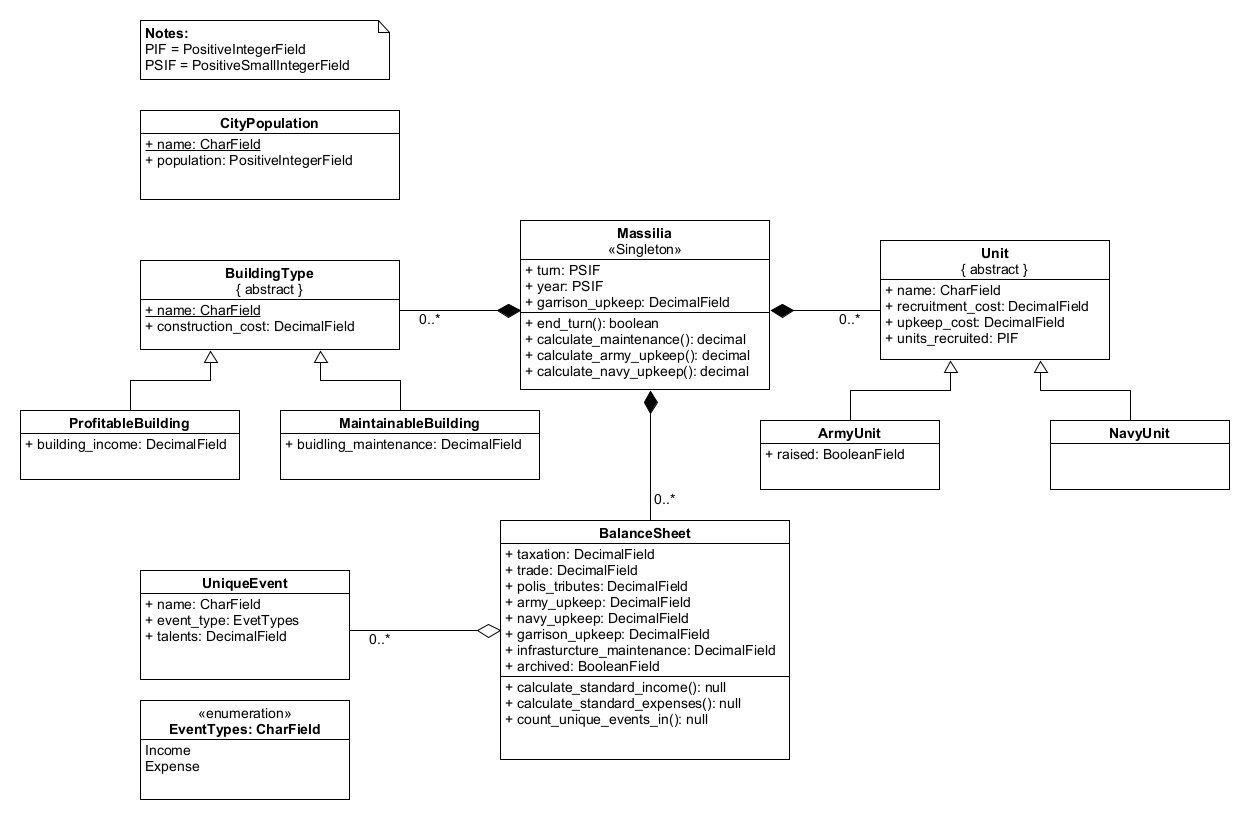 Notes:
PIF = PositiveIntegerField
PSIF = PositiveSmallIntegerField
CityPopulation
+ name: CharField
+ population: PositiveIntegerField
BuildingType
{ abstract }
+ name: CharField
+ construction_cost: DecimalField
0..*
Massilia
«Singleton»
+ turn: PSIF
+ year: PSIF
+ garrison_upkeep: DecimalField
+ end_turn(): boolean
+ calculate_maintenance(): decimal
+ calculate_army_upkeep(): decimal
+ calculate_navy_upkeep(): decimal
0..*
Unit
{ abstract }
+ name: CharField
+ recruitment_cost: DecimalField
+ upkeep_cost: DecimalField
+ units_recruited: PIF
ProfitableBuilding
+ building_income: DecimalField
MaintainableBuilding
+ buidling_maintenance: DecimalField
ArmyUnit
+ raised: BooleanField
NavyUnit
0..*
BalanceSheet
+ taxation: DecimalField
+ trade: DecimalField
+ polis_tributes: DecimalField
+ army_upkeep: DecimalField
+ navy_upkeep: DecimalField
+ garrison_upkeep: DecimalField
+ infrasturcture_maintenance: DecimalField
+ archived: BooleanField
+ calculate_standard_income(): null
+ calculate_standard_expenses(): null
+ count_unique_events_in(): null
UniqueEvent
+ name: CharField
+ event_type: EvetTypes
+ talents: DecimalField
0..*
«enumeration»
EventTypes: CharField
Income
Expense